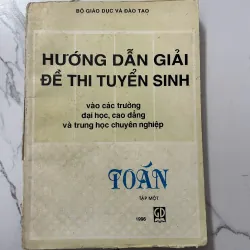 BỘ GIÁO DỤC VÀ ĐÀO TẠO
HƯỚNG DẪN GIẢI
ĐỀ THI TUYỂN SINH
vào các trường
đại học, cao đẳng
và trung học chuyên nghiệp
TOÁN
TẬP MỘT
1996